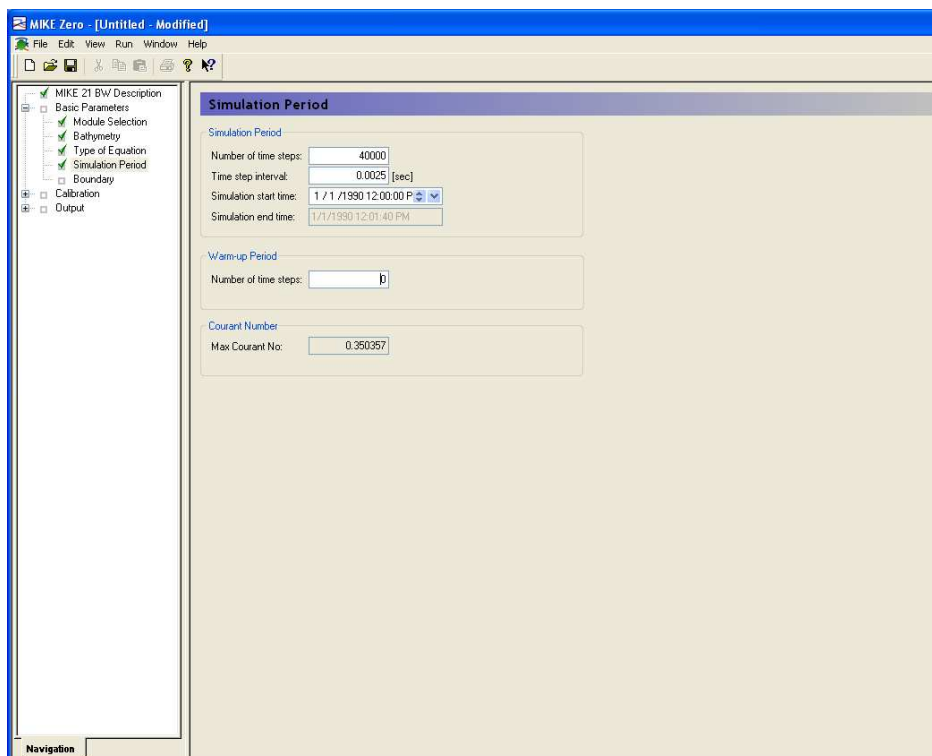 MIKE Zero - [Untitled - Modified]
File Edit View Run Window Help
MIKE 21 BW Description
Basic Parameters
Module Selection
Bathymetry
Type of Equation
Simulation Period
Boundary
Calibration
Output
Navigation
Simulation Period
Simulation Period
Number of time steps: 40000
Time step interval: 0.0025 [sec]
Simulation start time: 1 / 1 /1990 12:00:00 P
Simulation end time: 1/1/1990 12:01:40 PM
Warm-up Period
Number of time steps: 0
Courant Number
Max Courant No: 0.350357